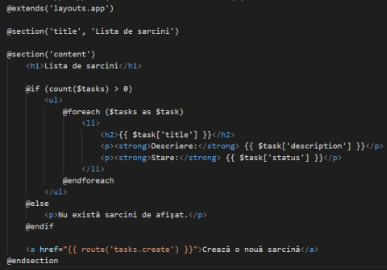 @extends('layouts.app')
@section('title', 'Lista de sarcini')
@section('content')
<h1>Lista de sarcini</h1>
@if (count($tasks) > 0)
<ul>
@foreach ($tasks as $task)
<li>
<h2>{{ $task['title'] }}</h2>
<p><strong>Descriere:</strong> {{ $task['description'] }}</p>
<p><strong>Stare:</strong> {{ $task['status'] }}</p>
</li>
@endforeach
</ul>
@else
<p>Nu există sarcini de afișat.</p>
@endif
<a href="{{ route('tasks.create') }}">Crează o nouă sarcină</a>
@endsection